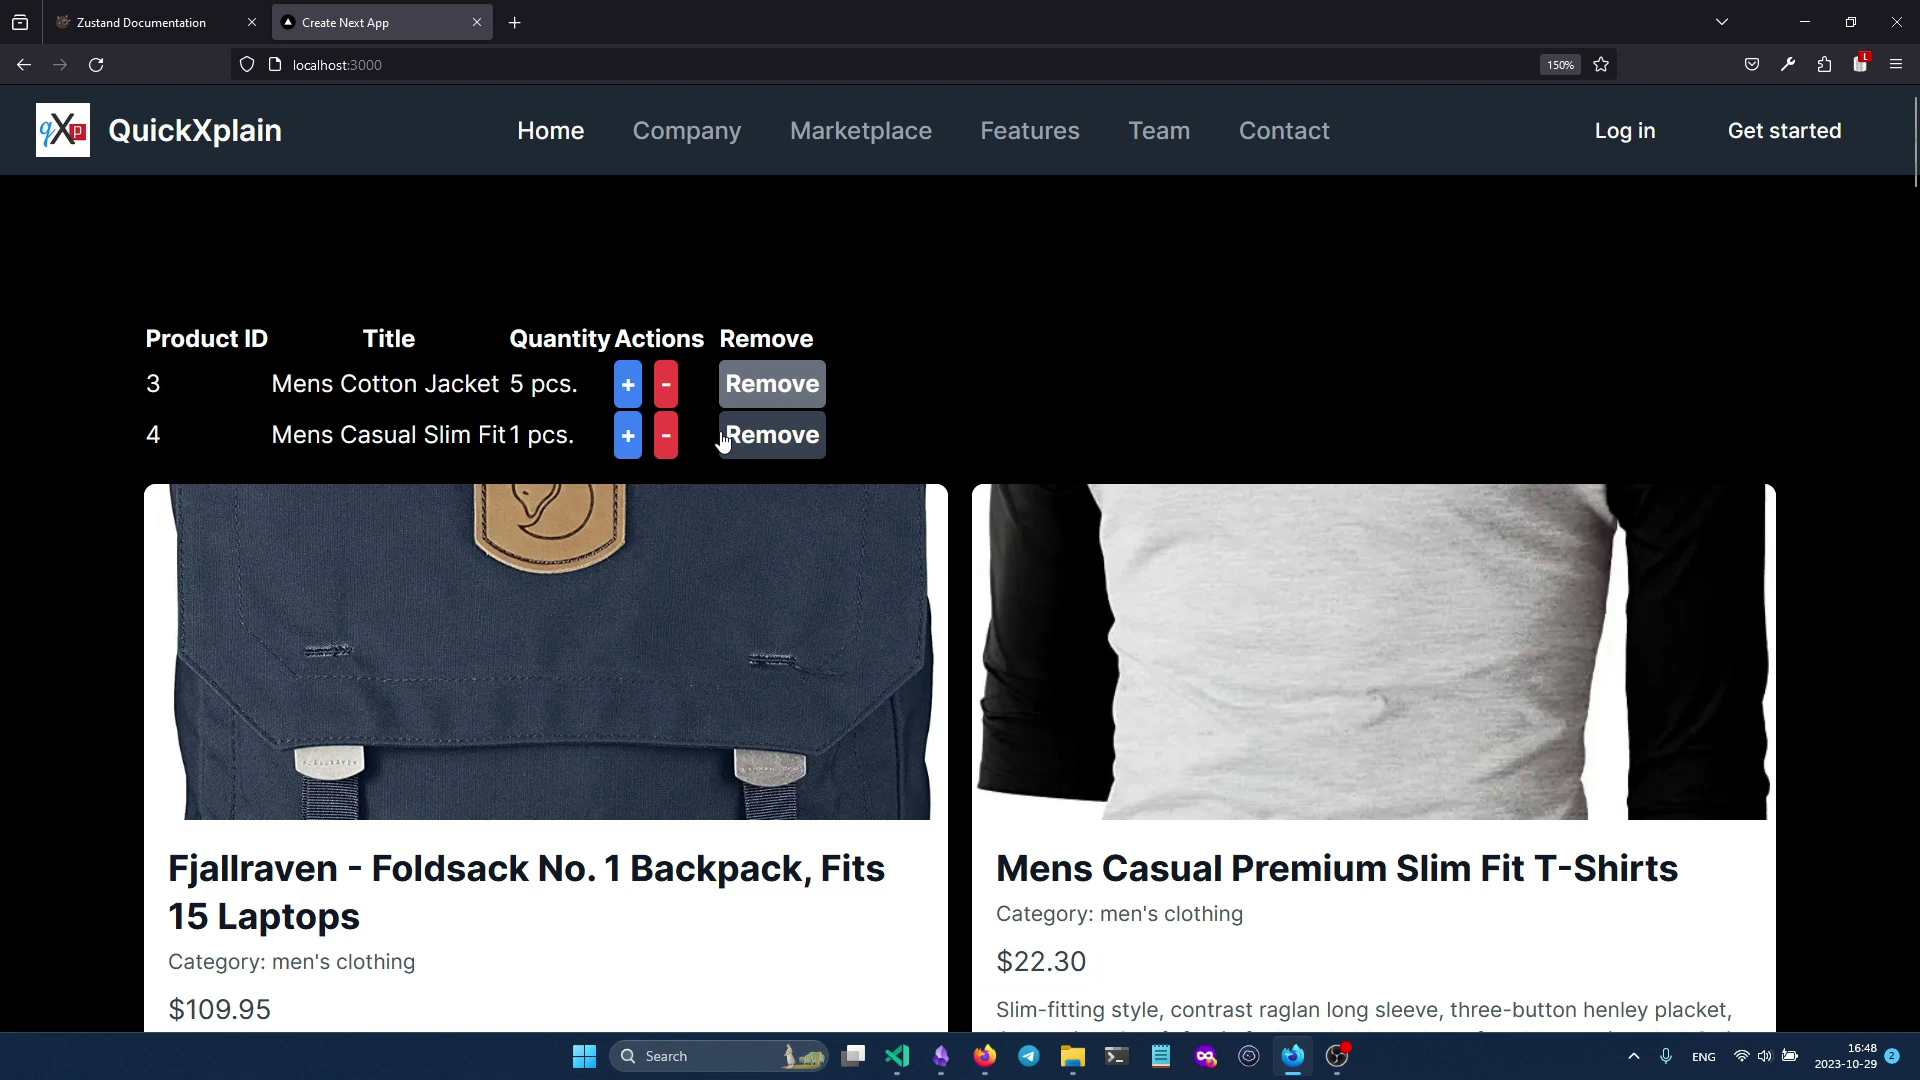 Zustand Documentation
Create Next App
localhost:3000
150%
qXp
QuickXplain
Home
Company
Marketplace
Features
Team
Contact
Log in
Get started
Product ID Title Quantity Actions Remove
3 Mens Cotton Jacket 5 pcs. + - Remove
4 Mens Casual Slim Fit 1 pcs. + - Remove
Fjallraven - Foldsack No. 1 Backpack, Fits
15 Laptops
Category: men's clothing
$109.95
Mens Casual Premium Slim Fit T-Shirts
Category: men's clothing
$22.30
Slim-fitting style, contrast raglan long sleeve, three-button henley placket,
Search
ENG
16:48
2023-10-29
2